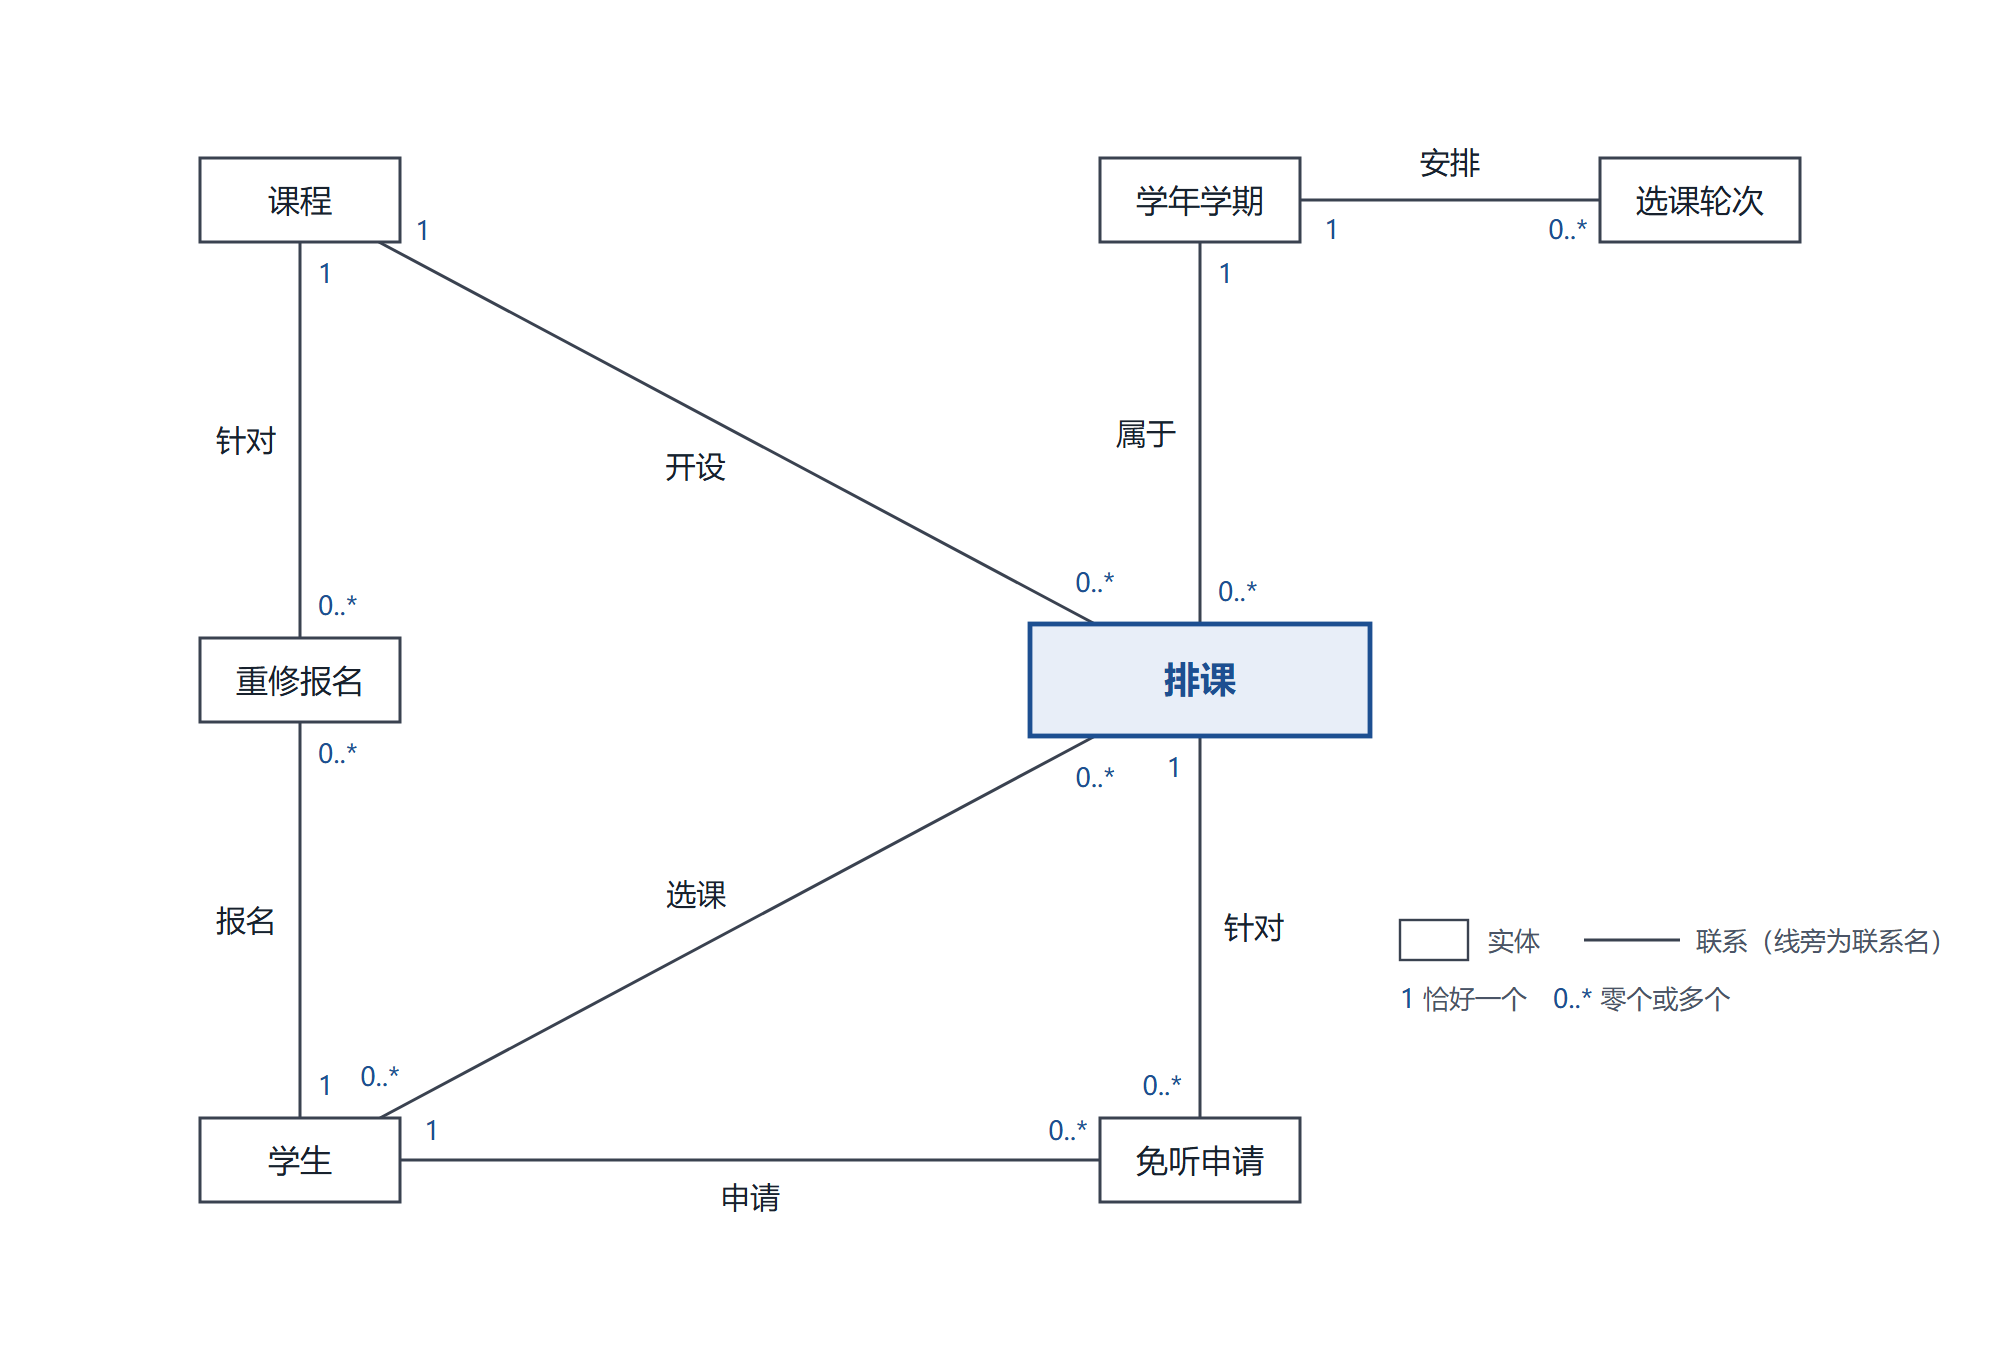 安排
课程
学年学期
选课轮次
1
1
0..*
1
1
针对
属于
开设
0..*
0..*
0..*
重修报名
排课
0..*
0..*
1
选课
报名
针对
实体
联系（线旁为联系名）
1 恰好一个 0..* 零个或多个
1
0..*
0..*
1
0..*
学生
免听申请
申请